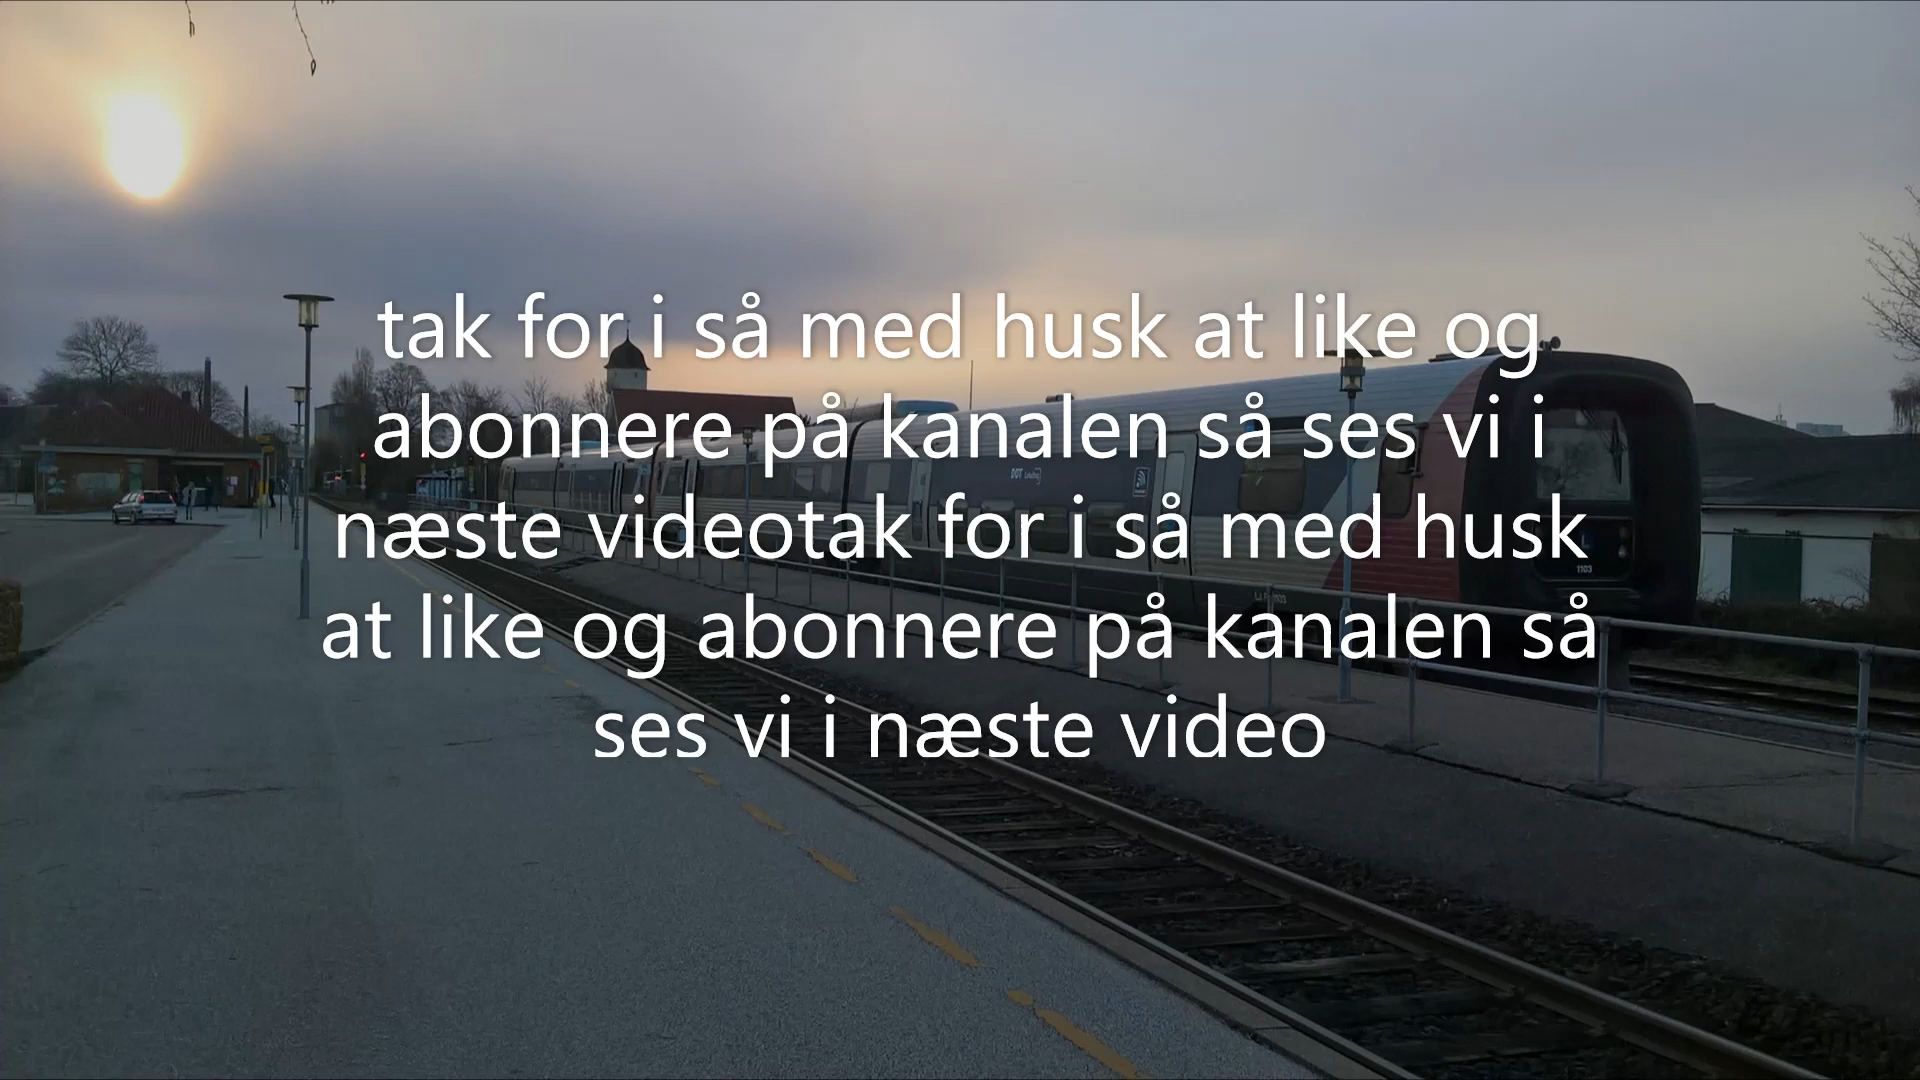 tak for i så med husk at like og
abonnere på kanalen så ses vi i
næste videotak for i så med husk
at like og abonnere på kanalen så
ses vi i næste video
1103